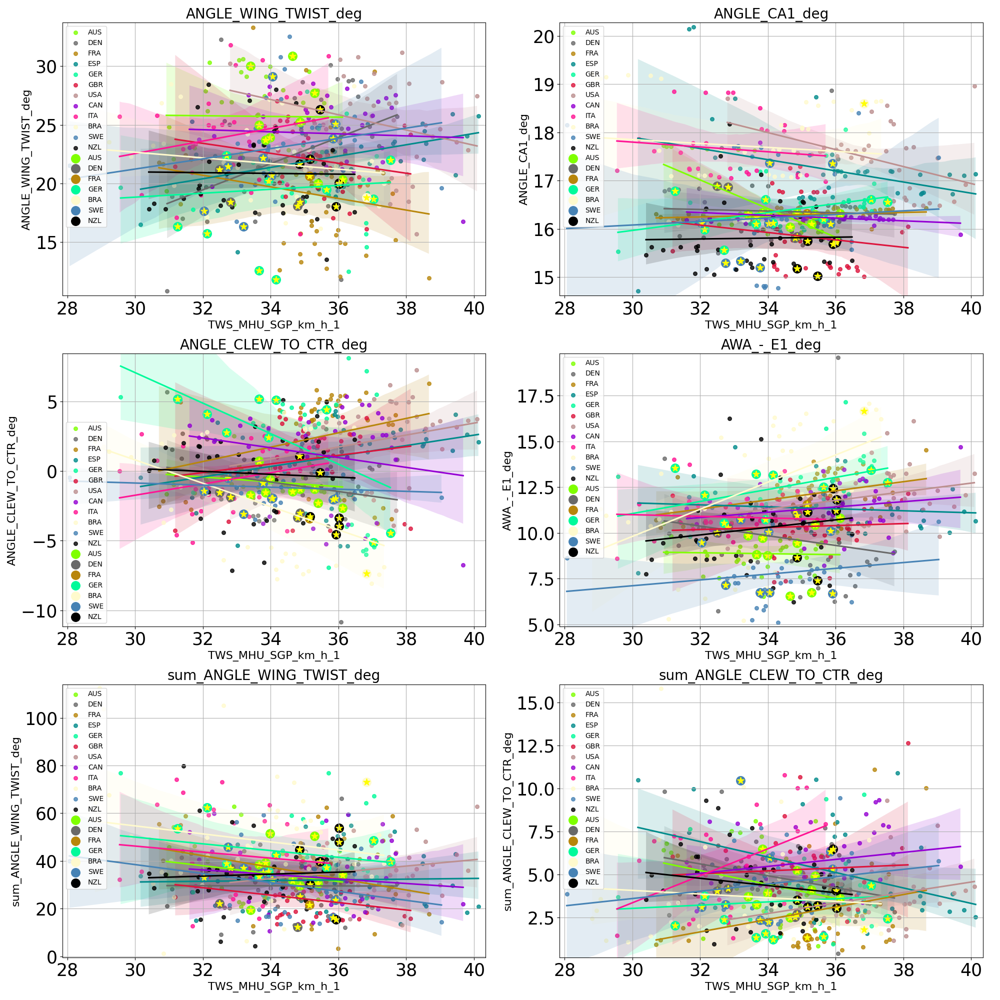 ANGLE_WING_TWIST_deg
ANGLE_WING_TWIST_deg
30
25
20
15
AUS
DEN
FRA
ESP
GER
GBR
USA
CAN
ITA
BRA
SWE
NZL
AUS
DEN
FRA
GER
BRA
SWE
NZL
28 30 32 34 36 38 40
TWS_MHU_SGP_km_h_1
ANGLE_CA1_deg
ANGLE_CA1_deg
20
19
18
17
16
15
AUS
DEN
FRA
ESP
GER
GBR
USA
CAN
ITA
BRA
SWE
NZL
AUS
DEN
FRA
GER
BRA
SWE
NZL
28 30 32 34 36 38 40
TWS_MHU_SGP_km_h_1
ANGLE_CLEW_TO_CTR_deg
ANGLE_CLEW_TO_CTR_deg
5
0
−5
−10
AUS
DEN
FRA
ESP
GER
GBR
USA
CAN
ITA
BRA
SWE
NZL
AUS
DEN
FRA
GER
BRA
SWE
NZL
28 30 32 34 36 38 40
TWS_MHU_SGP_km_h_1
AWA_-_E1_deg
AWA_-_E1_deg
17.5
15.0
12.5
10.0
7.5
5.0
AUS
DEN
FRA
ESP
GER
GBR
USA
CAN
ITA
BRA
SWE
NZL
AUS
DEN
FRA
GER
BRA
SWE
NZL
28 30 32 34 36 38 40
TWS_MHU_SGP_km_h_1
sum_ANGLE_WING_TWIST_deg
sum_ANGLE_WING_TWIST_deg
100
80
60
40
20
0
AUS
DEN
FRA
ESP
GER
GBR
USA
CAN
ITA
BRA
SWE
NZL
AUS
DEN
FRA
GER
BRA
SWE
NZL
28 30 32 34 36 38 40
TWS_MHU_SGP_km_h_1
sum_ANGLE_CLEW_TO_CTR_deg
sum_ANGLE_CLEW_TO_CTR_deg
15.0
12.5
10.0
7.5
5.0
2.5
AUS
DEN
FRA
ESP
GER
GBR
USA
CAN
ITA
BRA
SWE
NZL
AUS
DEN
FRA
GER
BRA
SWE
NZL
28 30 32 34 36 38 40
TWS_MHU_SGP_km_h_1